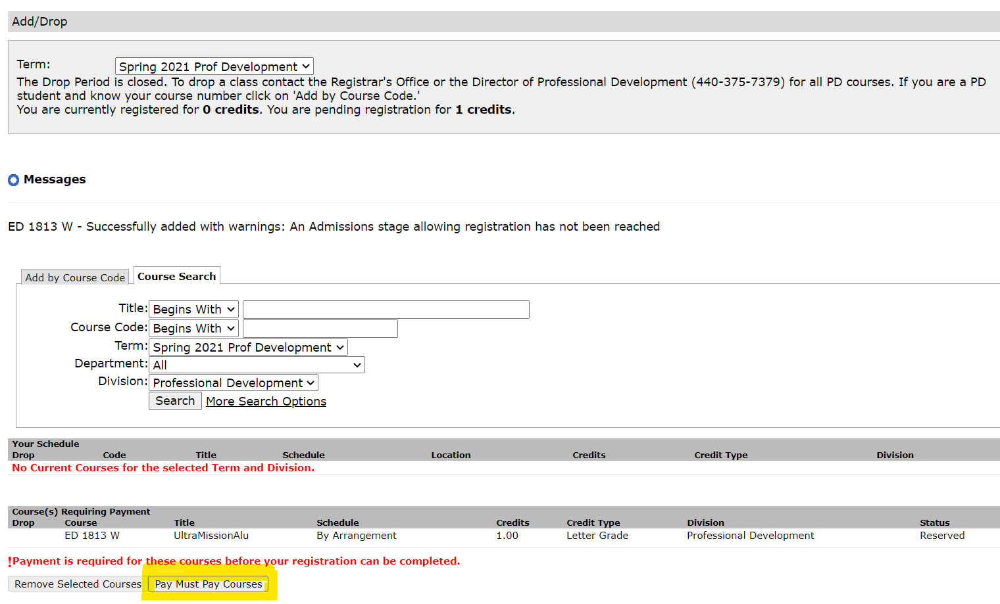 Add/Drop
Term: Spring 2021 Prof Development
The Drop Period is closed. To drop a class contact the Registrar's Office or the Director of Professional Development (440-375-7379) for all PD courses. If you are a PD
student and know your course number click on 'Add by Course Code.'
You are currently registered for 0 credits. You are pending registration for 1 credits.
Messages
ED 1813 W - Successfully added with warnings: An Admissions stage allowing registration has not been reached
Add by Course Code Course Search
Title: Begins With
Course Code: Begins With
Term: Spring 2021 Prof Development
Department: All
Division: Professional Development
Search More Search Options
Your Schedule
Drop Code Title Schedule Location Credits Credit Type Division
No Current Courses for the selected Term and Division.
Course(s) Requiring Payment
Drop Course Title Schedule Credits Credit Type Division Status
ED 1813 W UltraMissionAlu By Arrangement 1.00 Letter Grade Professional Development Reserved
!Payment is required for these courses before your registration can be completed.
Remove Selected Courses Pay Must Pay Courses